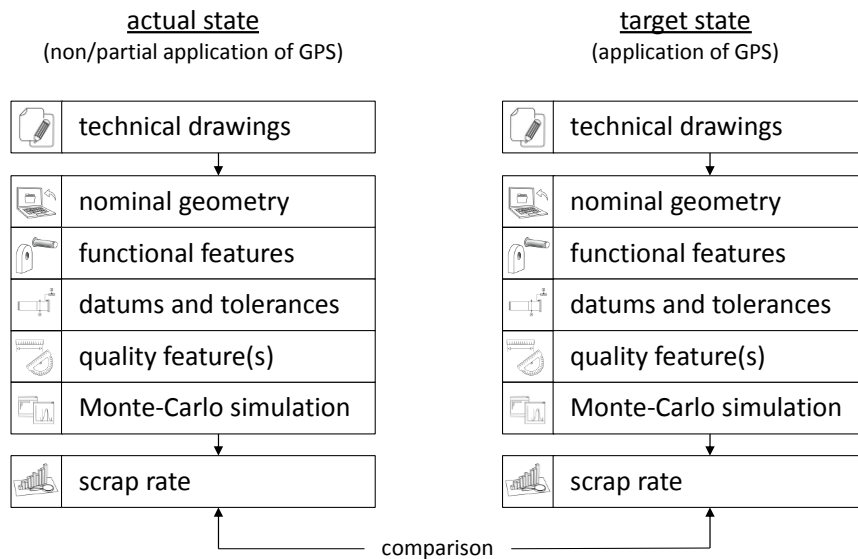 actual state
(non/partial application of GPS)
technical drawings
nominal geometry
functional features
datums and tolerances
quality feature(s)
Monte-Carlo simulation
scrap rate
target state
(application of GPS)
technical drawings
nominal geometry
functional features
datums and tolerances
quality feature(s)
Monte-Carlo simulation
scrap rate
comparison